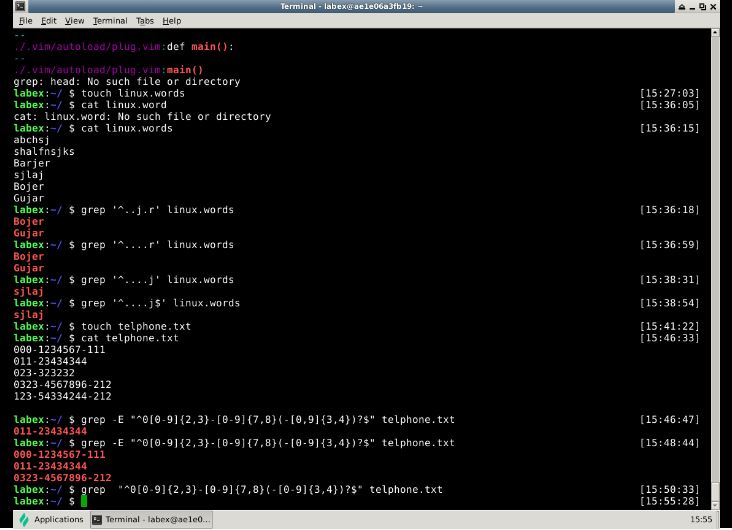 Terminal - labex@ae1e06a3fb19: ~
File Edit View Terminal Tabs Help
--
./.vim/autoload/plug.vim:def main():
--
./.vim/autoload/plug.vim:main()
grep: head: No such file or directory
labex:~/ $ touch linux.words [15:27:03]
labex:~/ $ cat linux.word [15:36:05]
cat: linux.word: No such file or directory
labex:~/ $ cat linux.words [15:36:15]
abchsj
shalfnsjks
Barjer
sjlaj
Bojer
Gujar
labex:~/ $ grep '^..j.r' linux.words [15:36:18]
Bojer
Gujar
labex:~/ $ grep '^....r' linux.words [15:36:59]
Bojer
Gujar
labex:~/ $ grep '^....j' linux.words [15:38:31]
sjlaj
labex:~/ $ grep '^....j$' linux.words [15:38:54]
sjlaj
labex:~/ $ touch telphone.txt [15:41:22]
labex:~/ $ cat telphone.txt [15:46:33]
000-1234567-111
011-23434344
023-323232
0323-4567896-212
123-54334244-212
labex:~/ $ grep -E "^0[0-9]{2,3}-[0-9]{7,8}(-[0,9]{3,4})?$" telphone.txt [15:46:47]
011-23434344
labex:~/ $ grep -E "^0[0-9]{2,3}-[0-9]{7,8}(-[0-9]{3,4})?$" telphone.txt [15:48:44]
000-1234567-111
011-23434344
0323-4567896-212
labex:~/ $ grep  "^0[0-9]{2,3}-[0-9]{7,8}(-[0-9]{3,4})?$" telphone.txt [15:50:33]
labex:~/ $ [15:55:28]
Applications Terminal - labex@ae1e0... 15:55